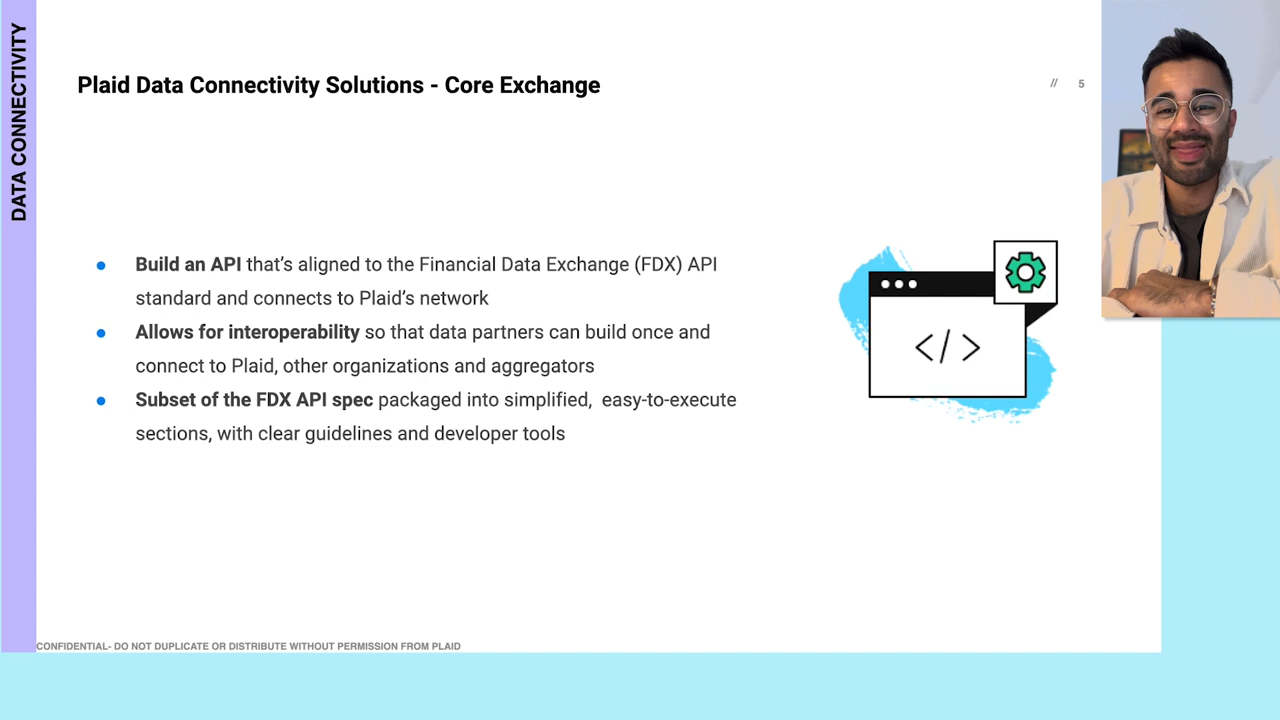 DATA CONNECTIVITY
Plaid Data Connectivity Solutions - Core Exchange
// 5
● Build an API that's aligned to the Financial Data Exchange (FDX) API
standard and connects to Plaid's network
● Allows for interoperability so that data partners can build once and
connect to Plaid, other organizations and aggregators
● Subset of the FDX API spec packaged into simplified, easy-to-execute
sections, with clear guidelines and developer tools
</>
CONFIDENTIAL- DO NOT DUPLICATE OR DISTRIBUTE WITHOUT PERMISSION FROM PLAID